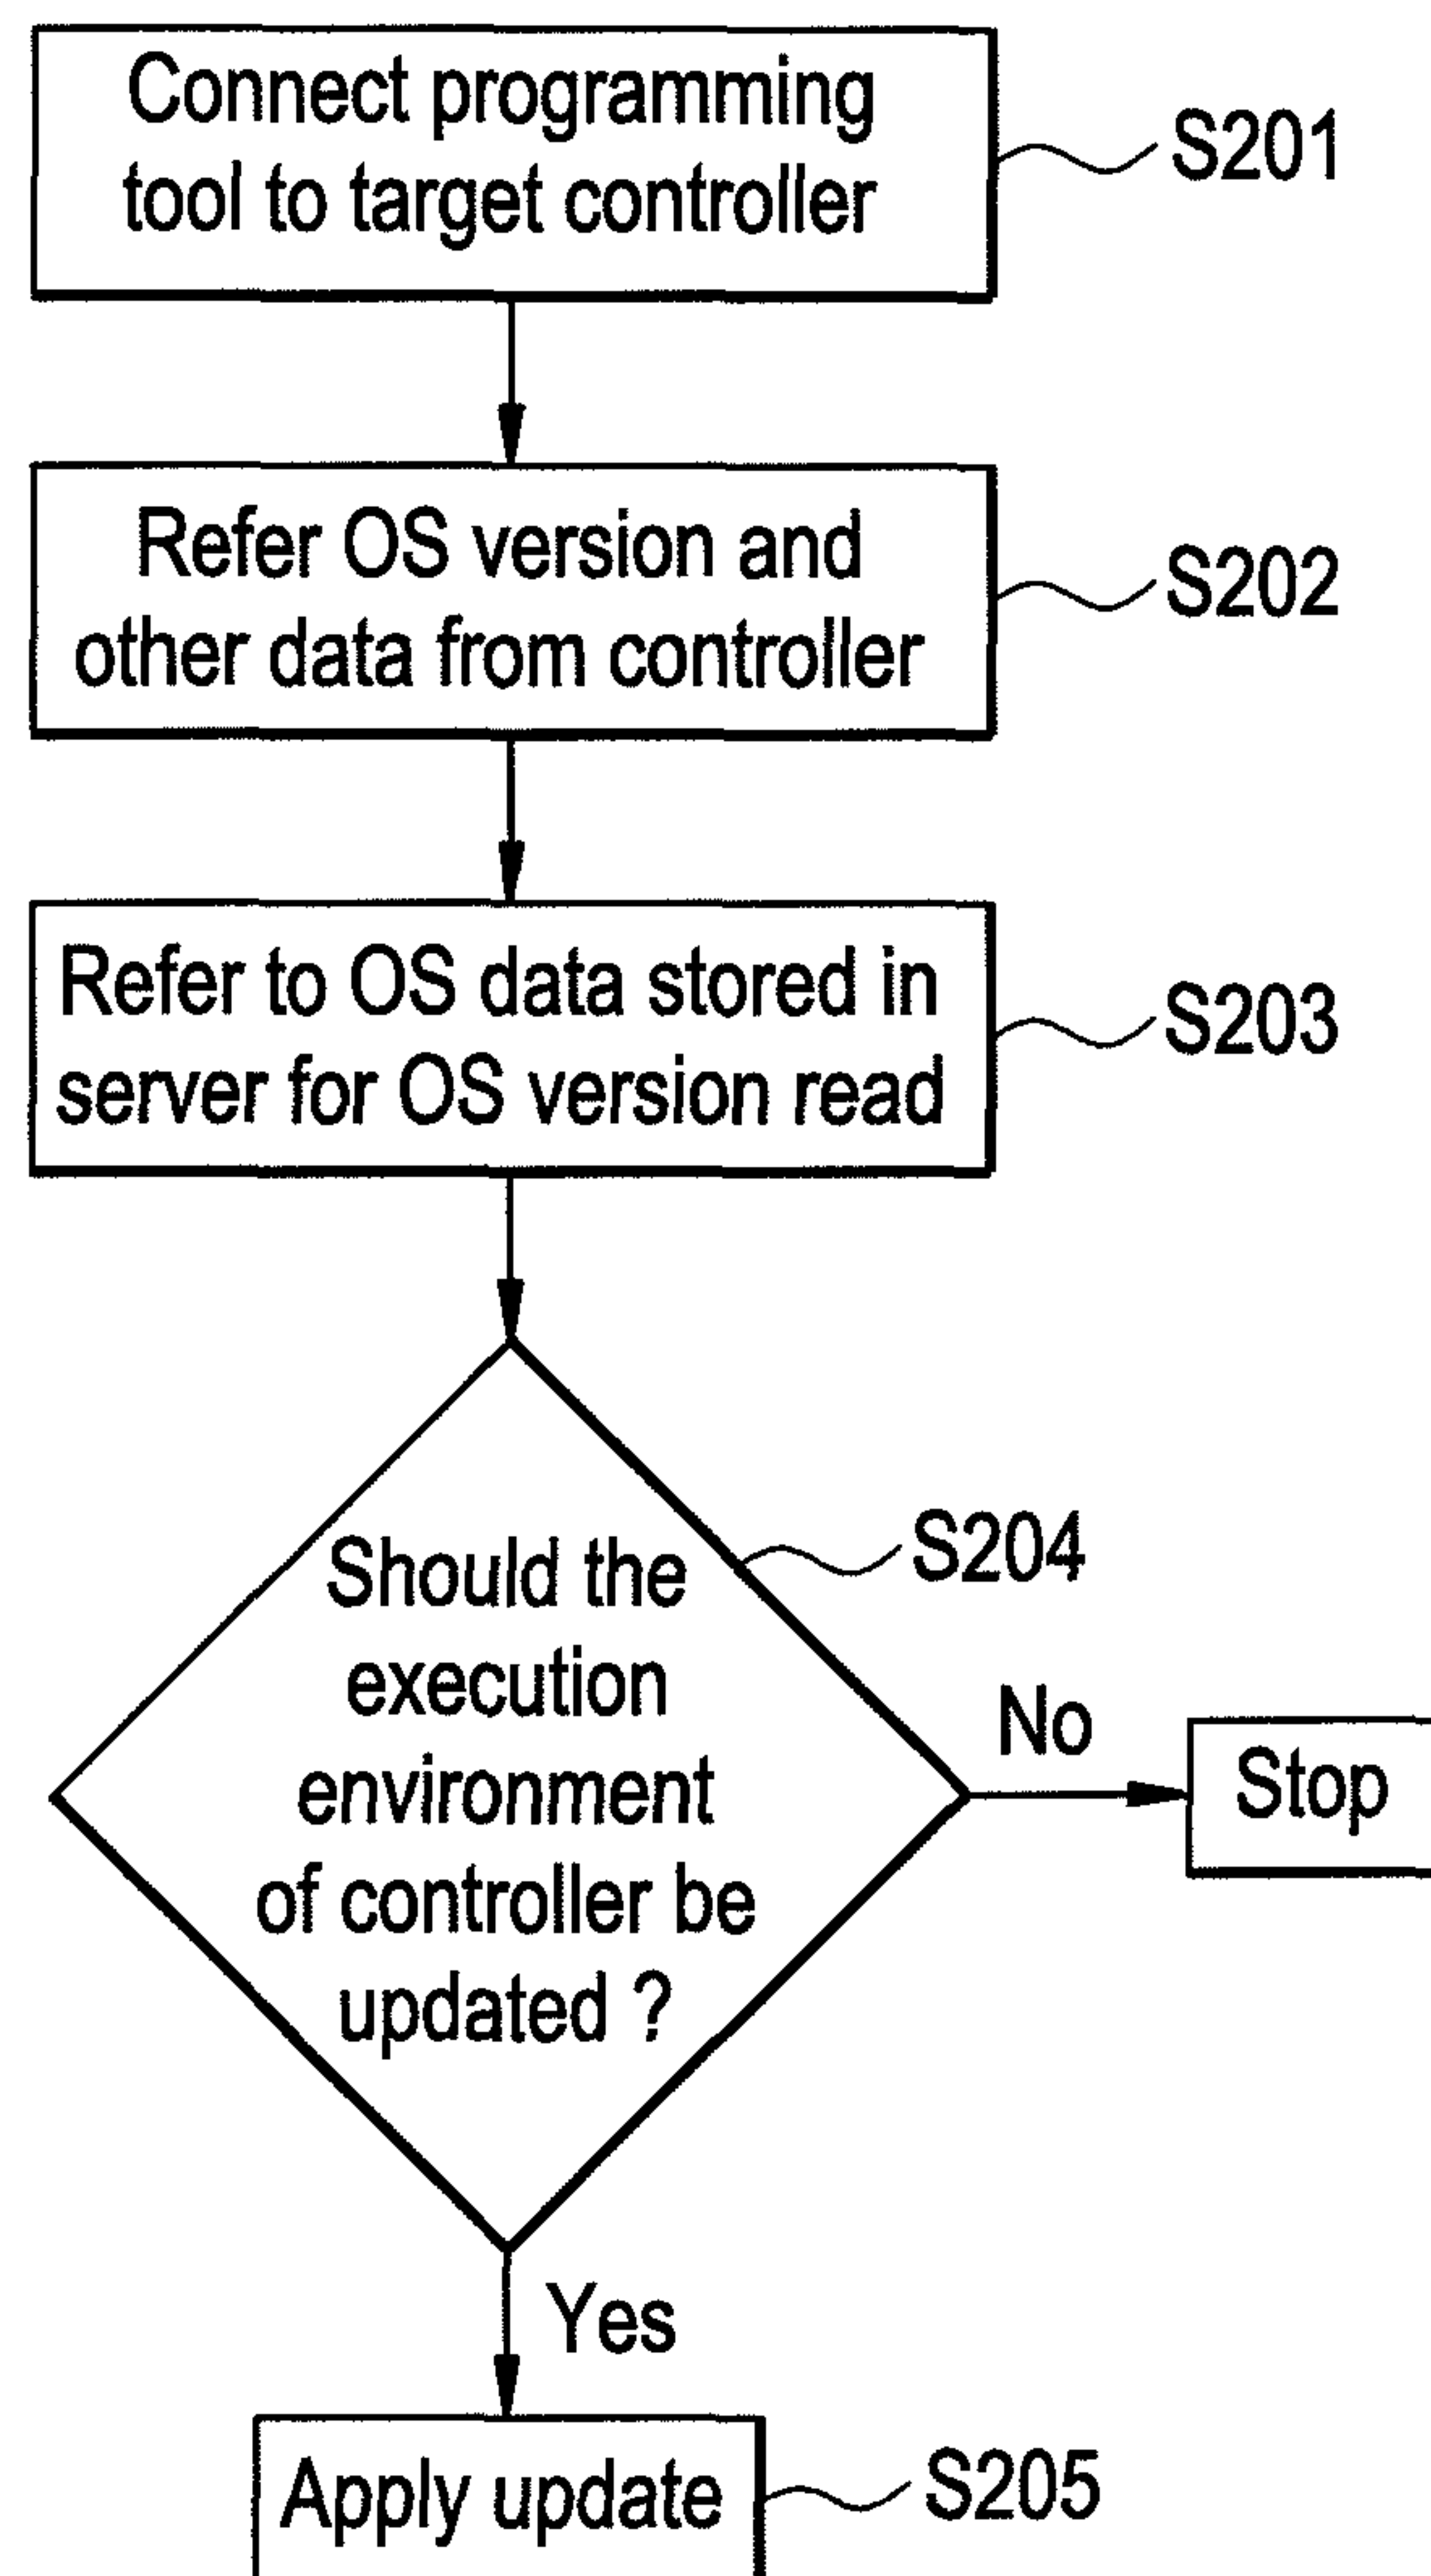 Connect programming
tool to target controller
S201
Refer OS version and
other data from controller
S202
Refer to OS data stored in
server for OS version read
S203
Should the
execution
environment
of controller be
updated ?
S204
No
Stop
Yes
Apply update
S205